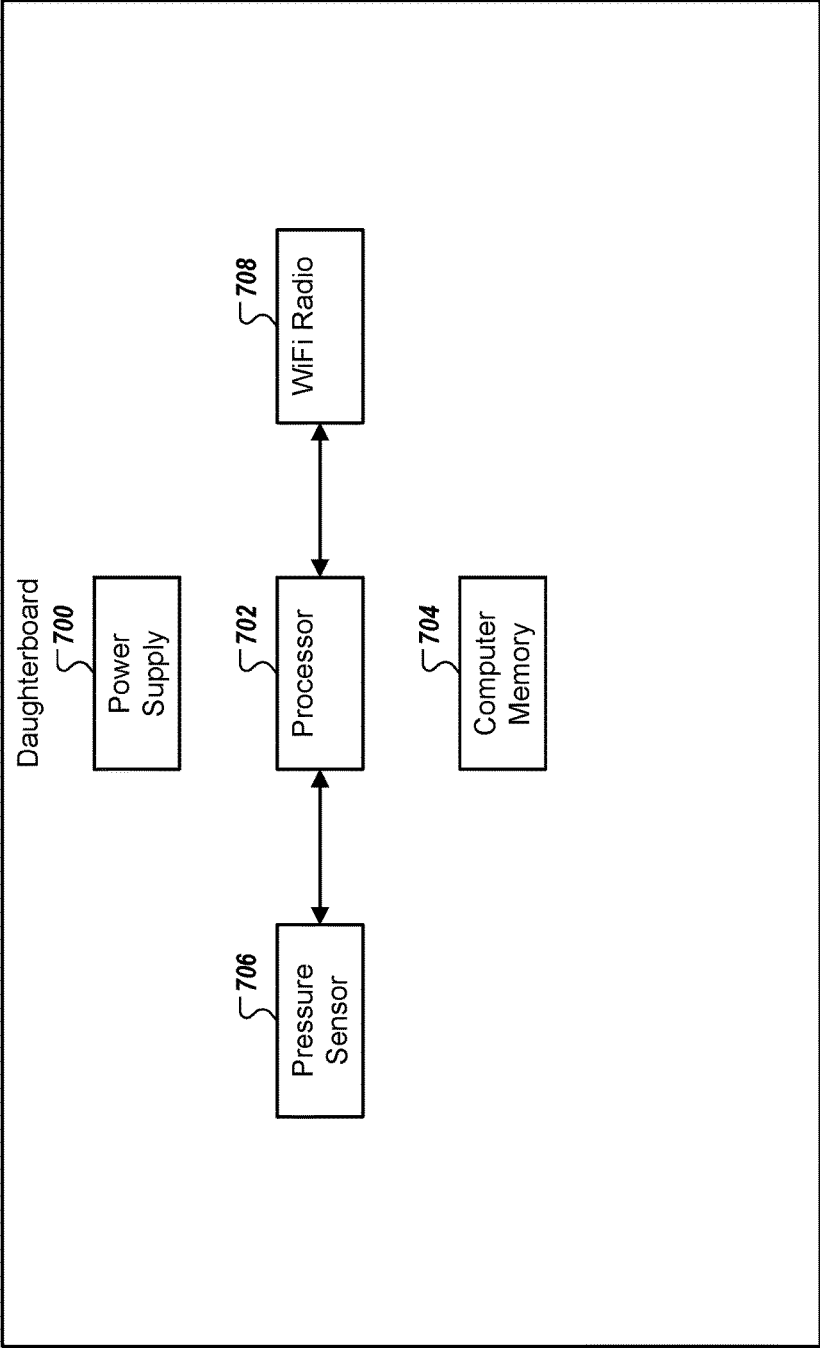 Daughterboard
700
Power
Supply
706
Pressure
Sensor
702
Processor
708
WiFi Radio
704
Computer
Memory